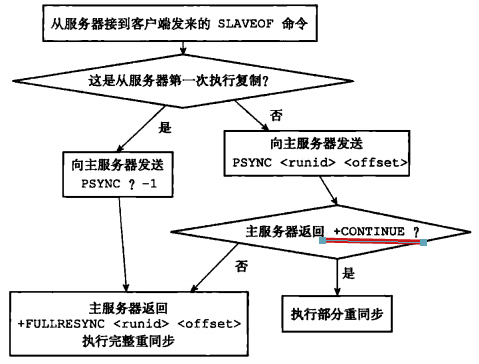 从服务器接到客户端发来的 SLAVEOF 命令
这是从服务器第一次执行复制?
是
否
向主服务器发送
PSYNC ? -1
向主服务器发送
PSYNC <runid> <offset>
主服务器返回 +CONTINUE ?
否
是
主服务器返回
+FULLRESYNC <runid> <offset>
执行完整重同步
执行部分重同步